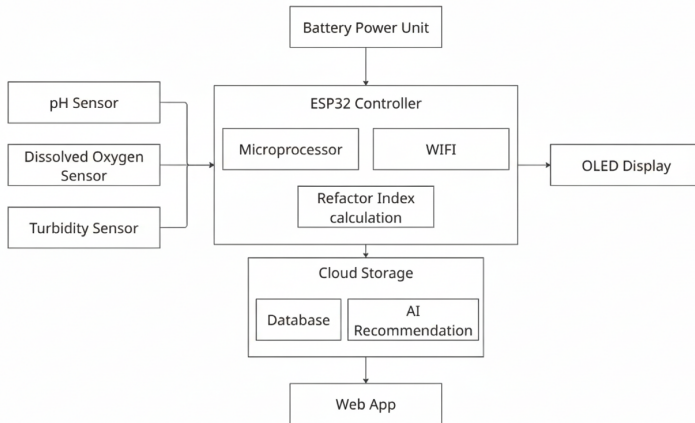 Battery Power Unit
pH Sensor
Dissolved Oxygen
Sensor
Turbidity Sensor
ESP32 Controller
Microprocessor
WIFI
Refactor Index
calculation
OLED Display
Cloud Storage
Database
AI
Recommendation
Web App